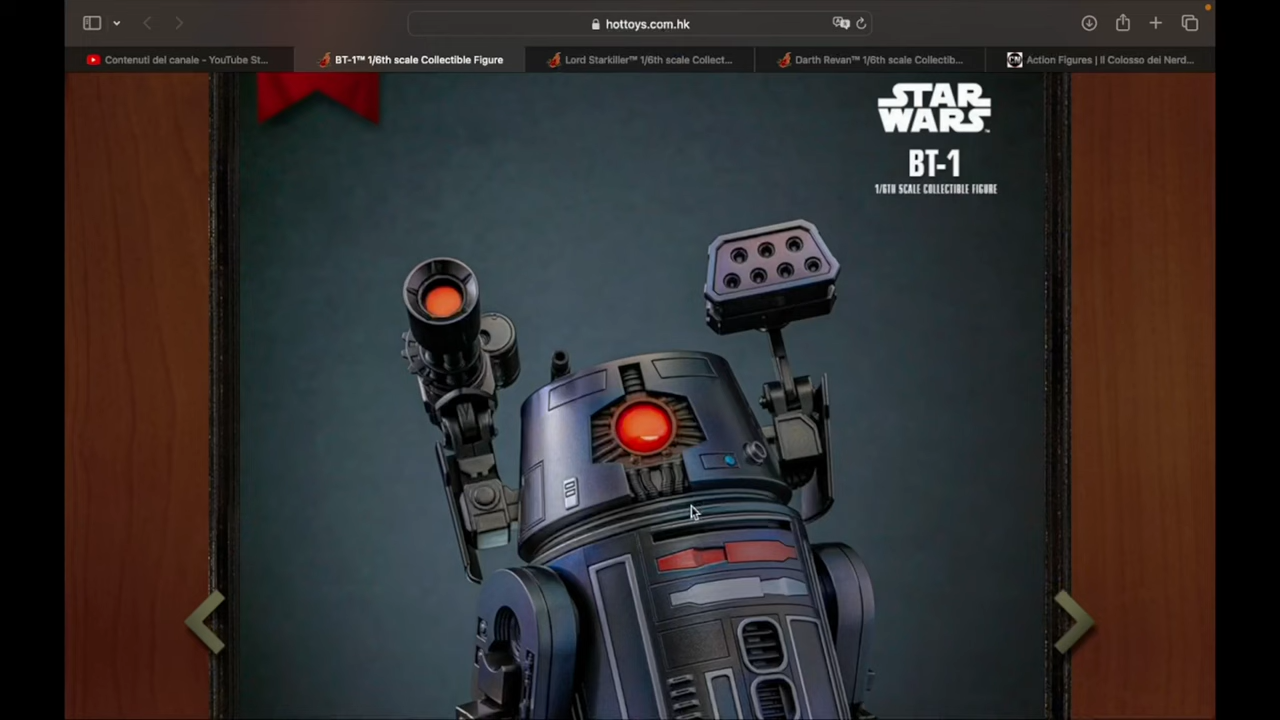 hottoys.com.hk
Contenuti del canale - YouTube St...
BT-1™ 1/6th scale Collectible Figure
Lord Starkiller™ 1/6th scale Collect...
Darth Revan™ 1/6th scale Collectib...
CN
Action Figures | Il Colosso dei Nerd...
STAR
WARS™
BT-1
1/6TH SCALE COLLECTIBLE FIGURE